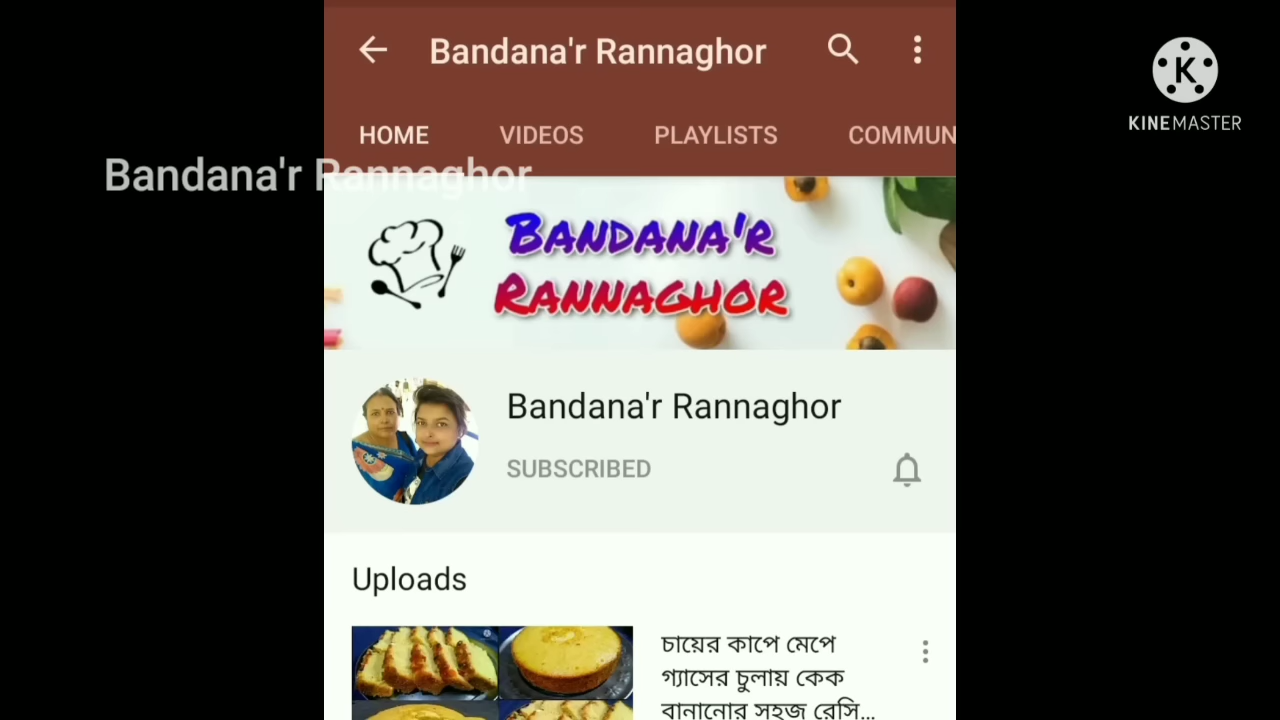 Bandana'r Rannaghor
KINEMASTER
HOME VIDEOS PLAYLISTS COMMUN
Bandana'r Rannaghor
BANDANA'R
RANNAGHOR
Bandana'r Rannaghor
SUBSCRIBED
Uploads
চায়ের কাপে মেপে
গ্যাসের চুলায় কেক
বানানোর সহজ রেসি...